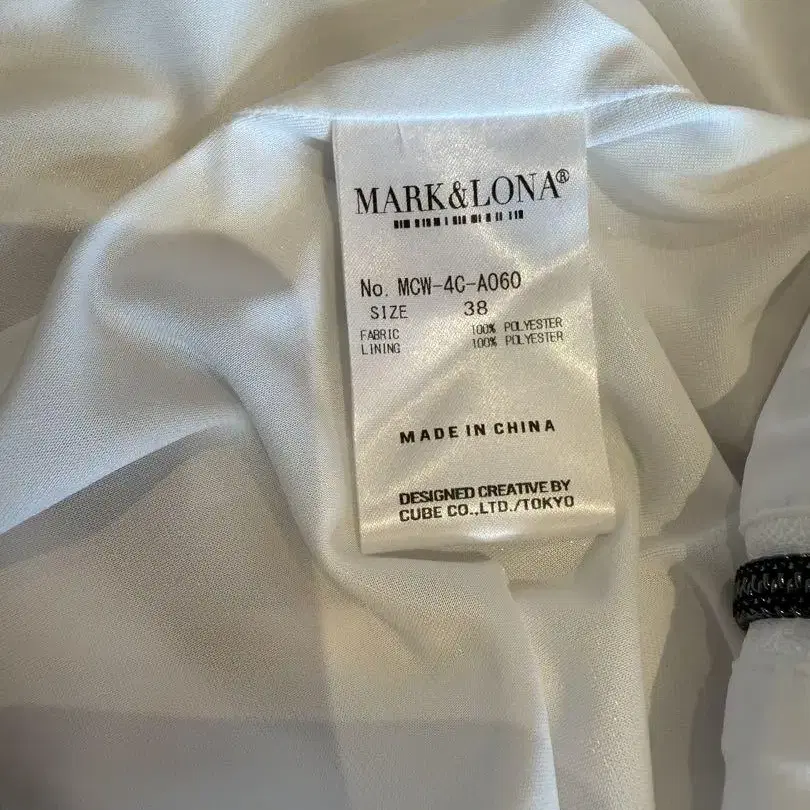 MARK&LONA®
No. MCW-4C-A060
SIZE 38
FABRIC 100% POLYESTER
LINING 100% POLYESTER
MADE IN CHINA
DESIGNED CREATIVE BY
CUBE CO.,LTD./TOKYO